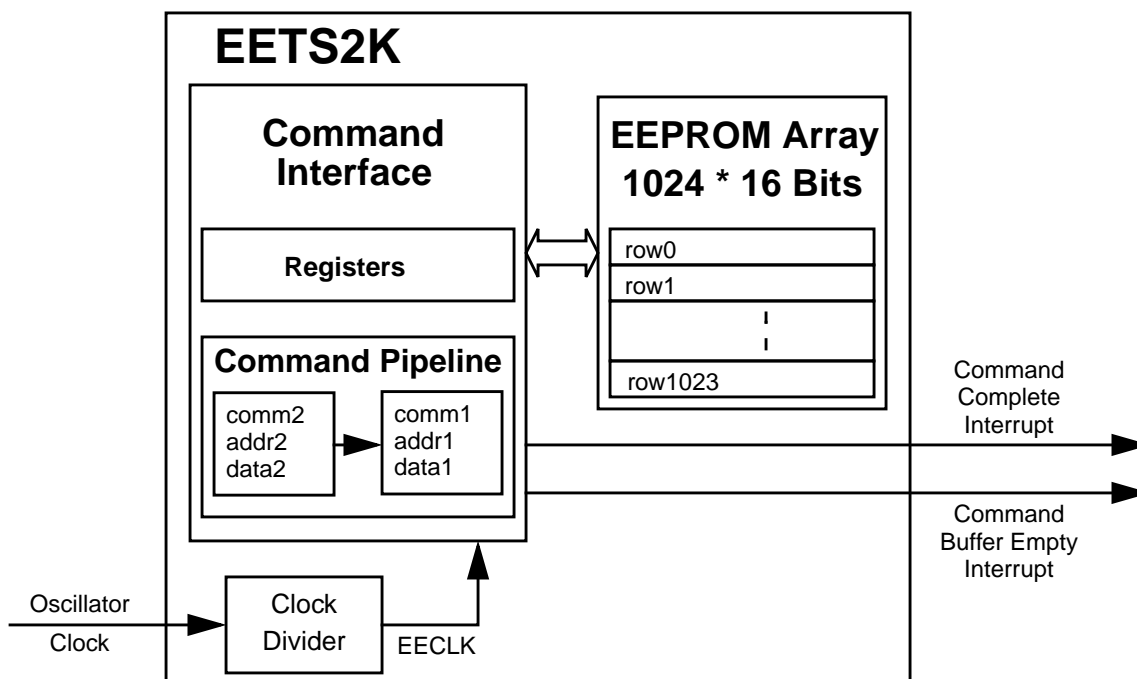 EETS2K
Command
Interface
Registers
Command Pipeline
comm2
addr2
data2
comm1
addr1
data1
EEPROM Array
1024 * 16 Bits
row0
row1
row1023
Command
Complete
Interrupt
Command
Buffer Empty
Interrupt
Oscillator
Clock
Clock
Divider
EECLK